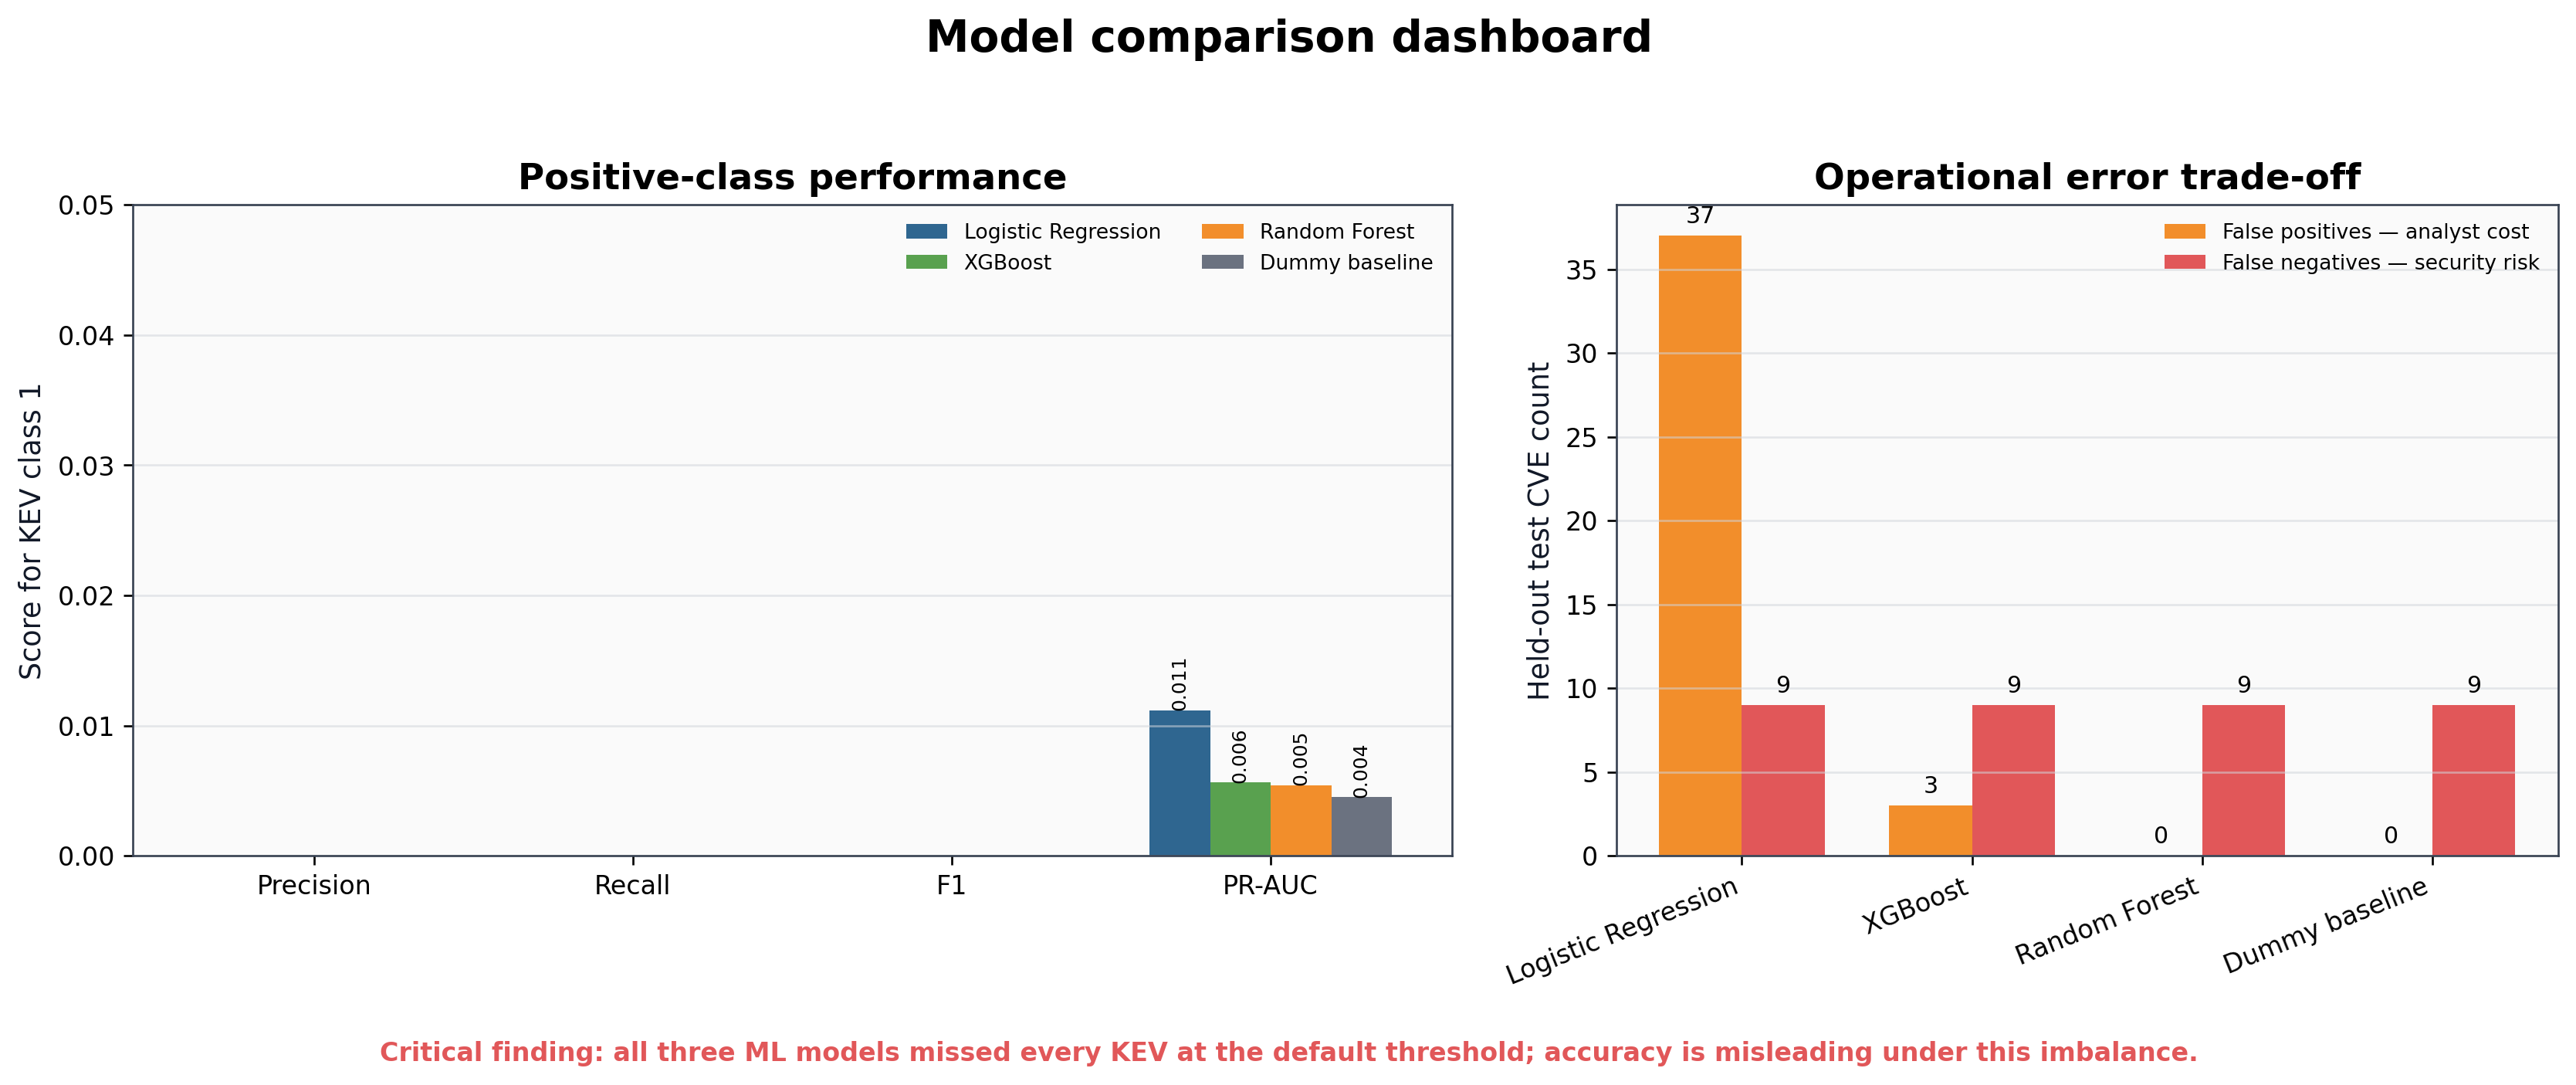 Model comparison dashboard
Positive-class performance
Score for KEV class 1
0.05
0.04
0.03
0.02
0.01
0.00
Logistic Regression
XGBoost
Random Forest
Dummy baseline
0.011
0.006
0.005
0.004
Precision
Recall
F1
PR-AUC
Operational error trade-off
Held-out test CVE count
35
30
25
20
15
10
5
0
False positives — analyst cost
False negatives — security risk
37
9
3
9
0
9
0
9
Logistic Regression
XGBoost
Random Forest
Dummy baseline
Critical finding: all three ML models missed every KEV at the default threshold; accuracy is misleading under this imbalance.